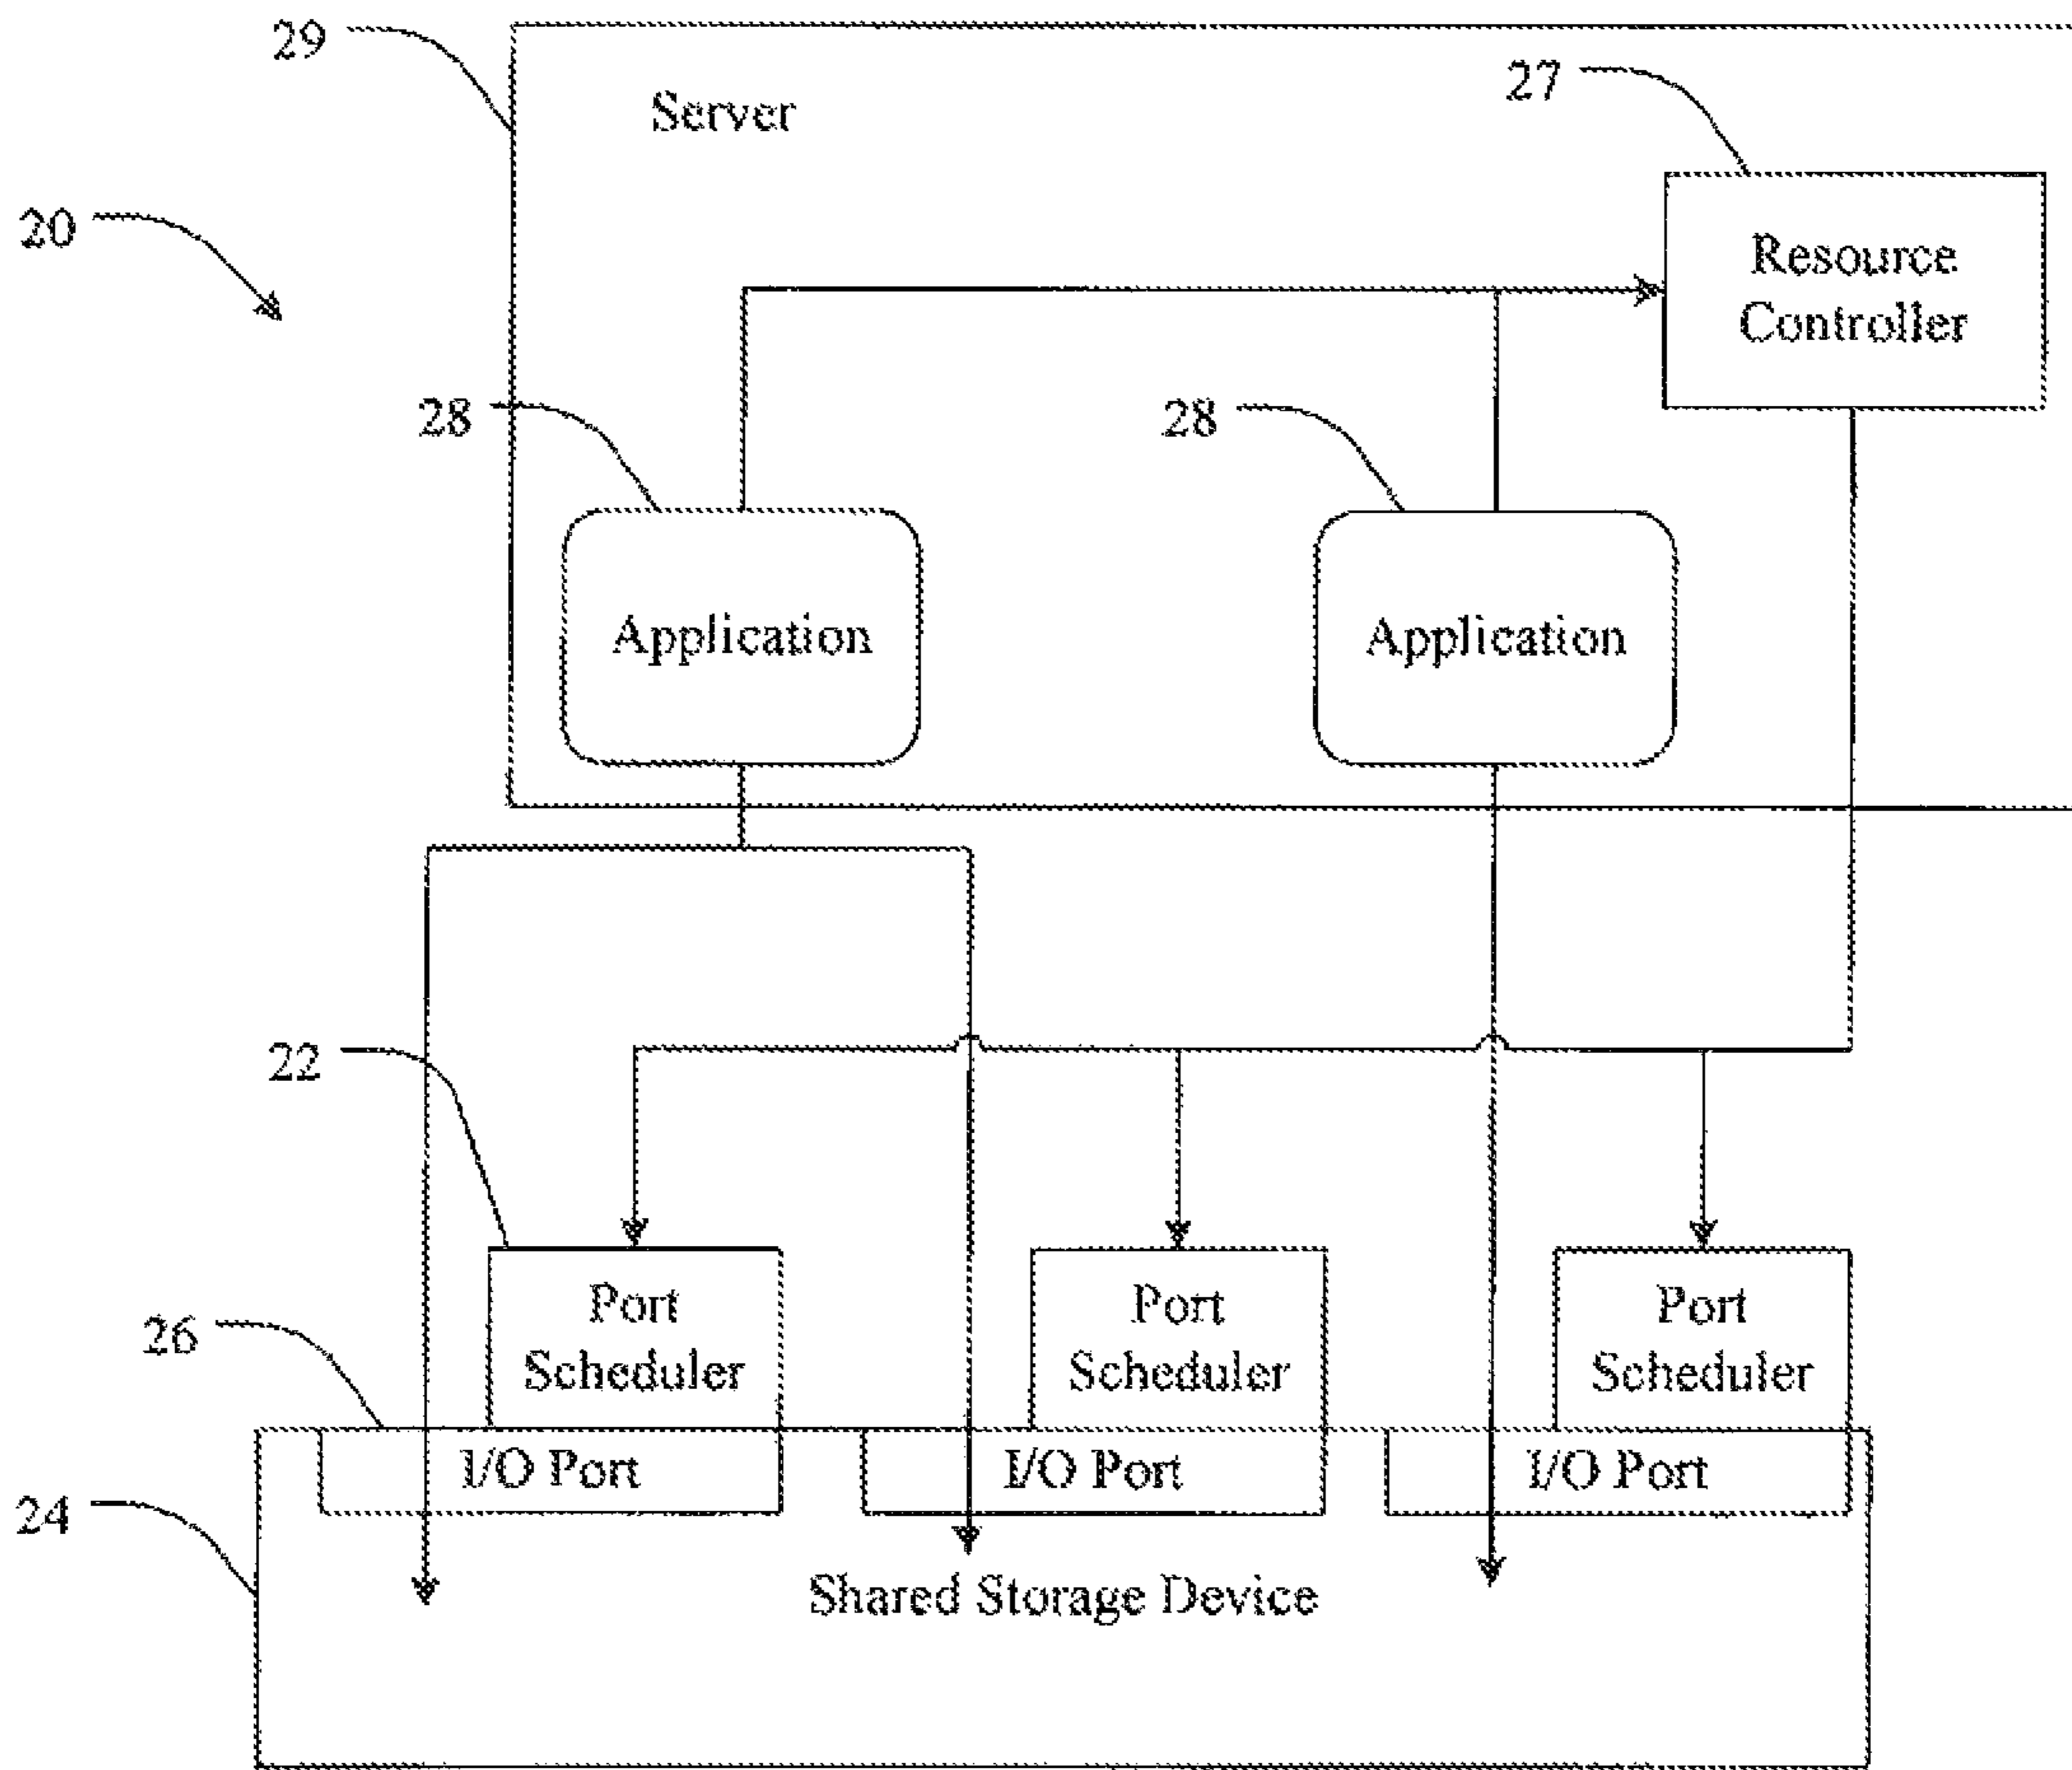 29
Server
27
20
Resource
Controller
28
28
Application
Application
22
Port
Scheduler
Port
Scheduler
Port
Scheduler
26
I/O Port
I/O Port
I/O Port
24
Shared Storage Device